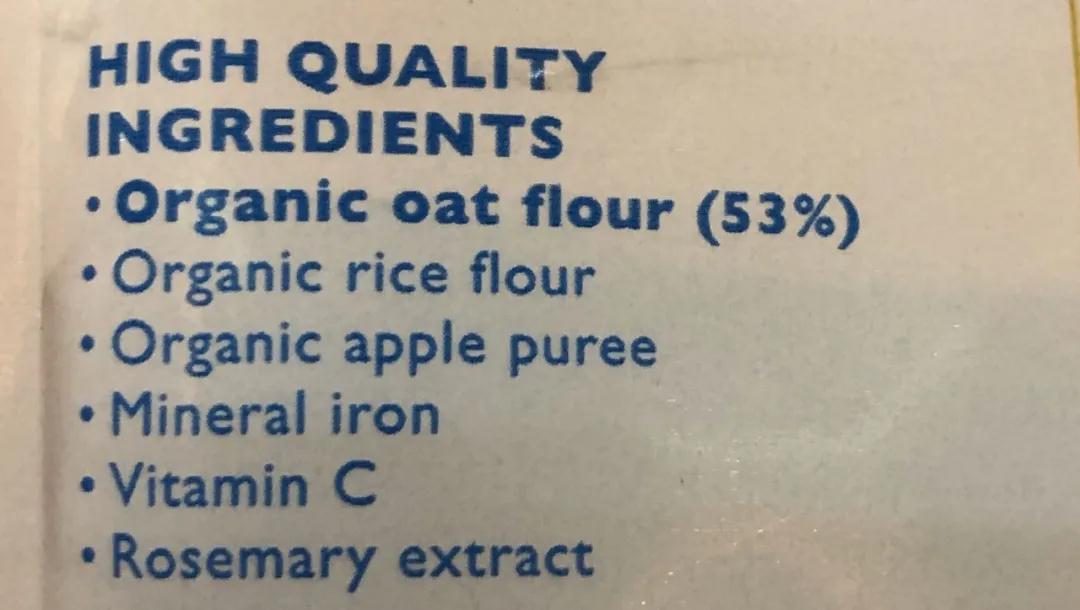 HIGH QUALITY
INGREDIENTS
• Organic oat flour (53%)
• Organic rice flour
• Organic apple puree
• Mineral iron
• Vitamin C
• Rosemary extract